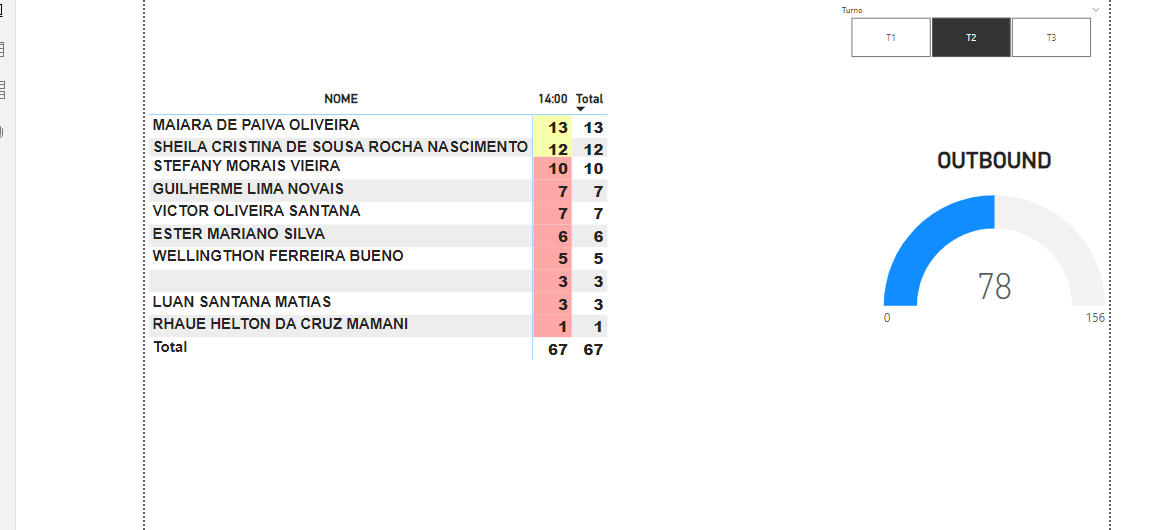 Turno
T1 T2 T3
NOME 14:00 Total
MAIARA DE PAIVA OLIVEIRA 13 13
SHEILA CRISTINA DE SOUSA ROCHA NASCIMENTO 12 12
STEFANY MORAIS VIEIRA 10 10
GUILHERME LIMA NOVAIS 7 7
VICTOR OLIVEIRA SANTANA 7 7
ESTER MARIANO SILVA 6 6
WELLINGTHON FERREIRA BUENO 5 5
3 3
LUAN SANTANA MATIAS 3 3
RHAUE HELTON DA CRUZ MAMANI 1 1
Total 67 67
OUTBOUND
78
0 156